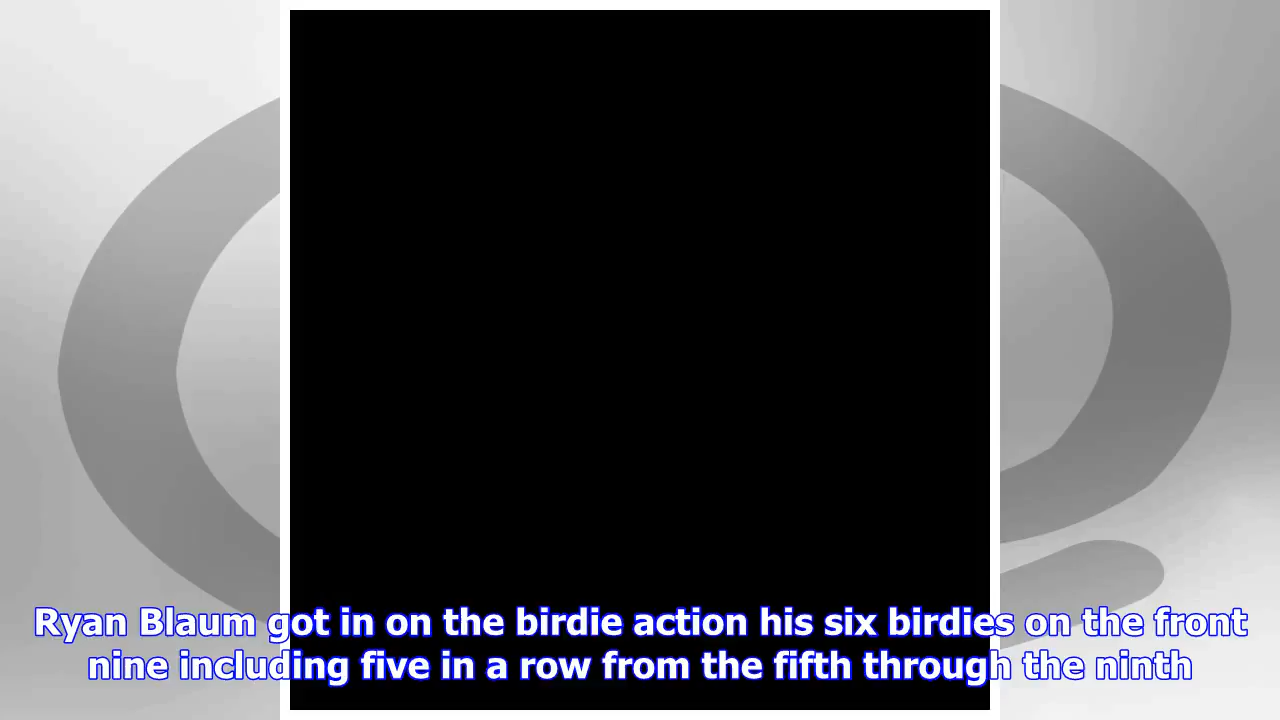 Ryan Blaum got in on the birdie action his six birdies on the front
nine including five in a row from the fifth through the ninth